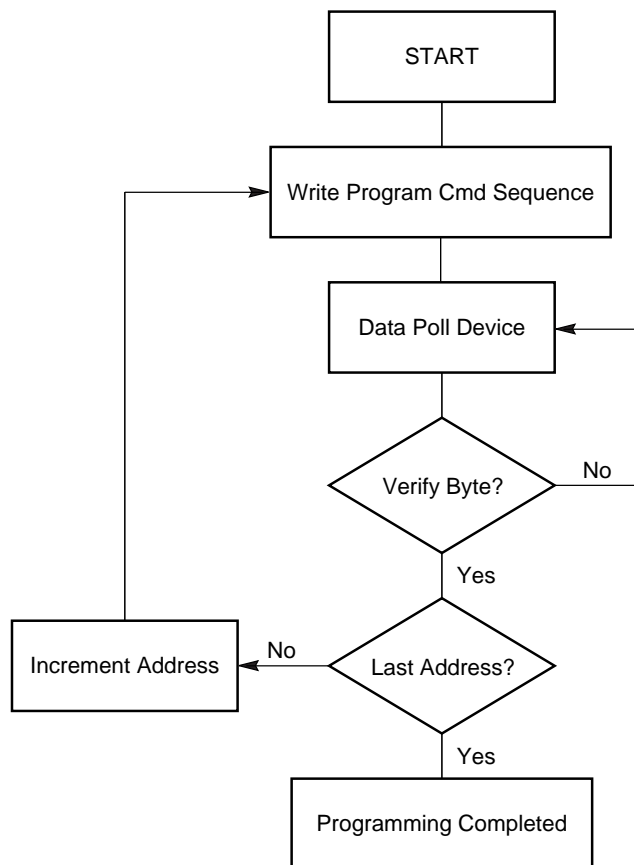 START
Write Program Cmd Sequence
Data Poll Device
Verify Byte?
No
Yes
Increment Address
No
Last Address?
Yes
Programming Completed